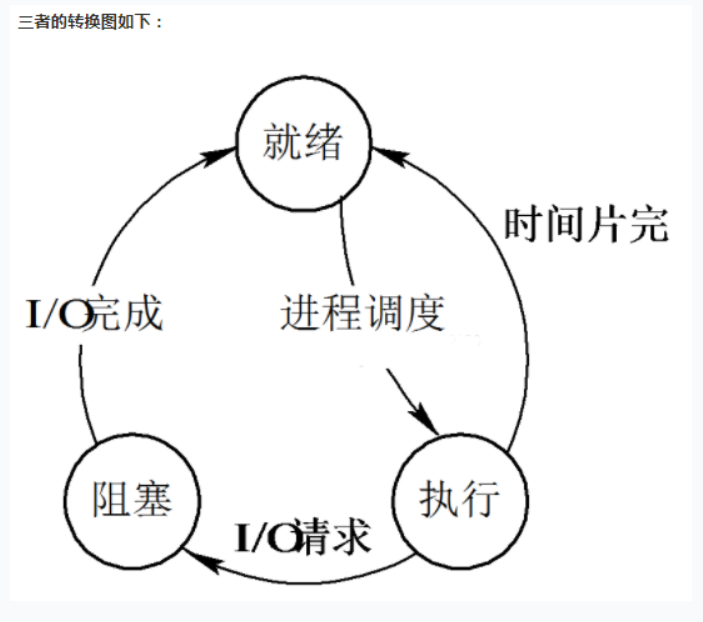 三者的转换图如下：
就绪
时间片完
I/O完成
进程调度
阻塞
执行
I/O请求